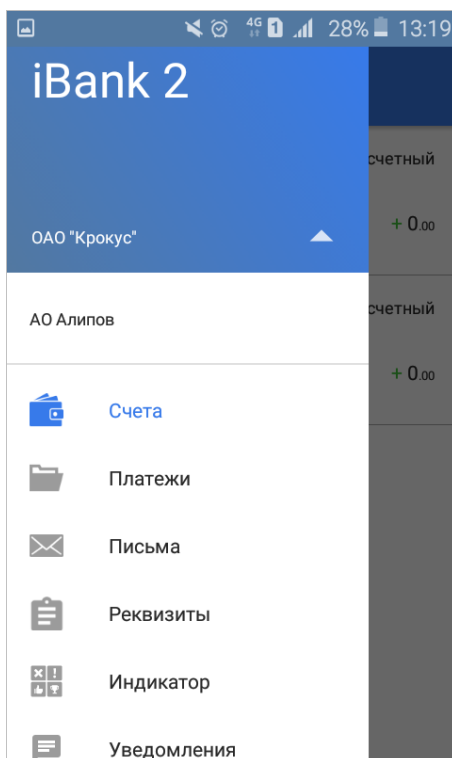 4G 1 28% 13:19
iBank 2
счетный
+ 0.00
ОАО "Крокус"
АО Алипов
счетный
+ 0.00
Счета
Платежи
Письма
Реквизиты
Индикатор
Уведомления